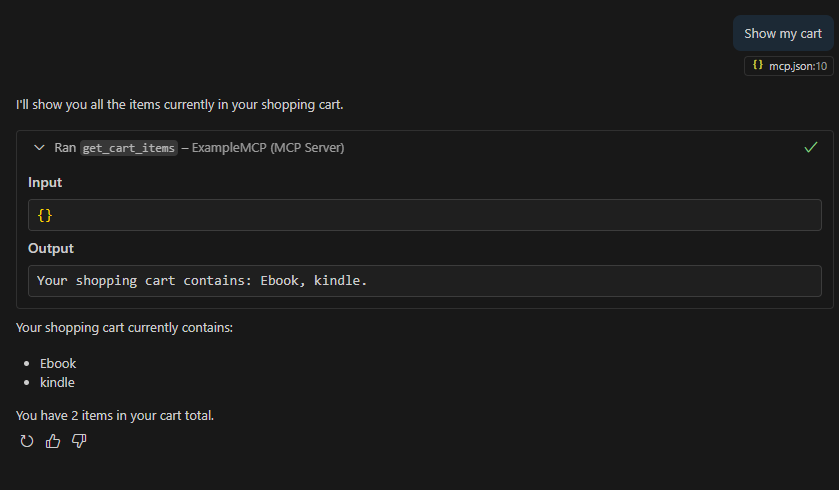 Show my cart
{} mcp.json:10
I'll show you all the items currently in your shopping cart.
Ran get_cart_items – ExampleMCP (MCP Server)
Input
{}
Output
Your shopping cart contains: Ebook, kindle.
Your shopping cart currently contains:
• Ebook
• kindle
You have 2 items in your cart total.